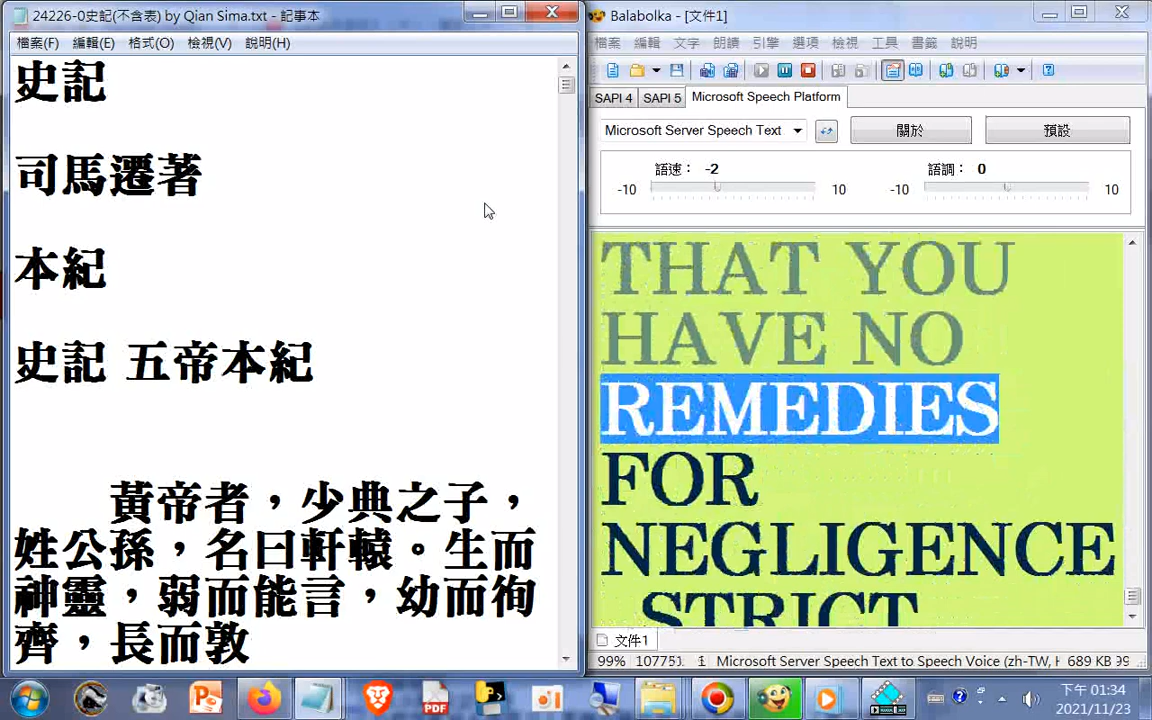 24226-0史記(不含表) by Qian Sima.txt - 記事本
檔案(F) 編輯(E) 格式(O) 檢視(V) 說明(H)
史記
司馬遷著
本紀
史記 五帝本紀
黃帝者，少典之子，
姓公孫，名曰軒轅。生而
神靈，弱而能言，幼而徇
齊，長而敦
Balabolka - [文件1]
檔案 編輯 文字 朗讀 引擎 選項 檢視 工具 書籤 說明
SAPI 4 SAPI 5 Microsoft Speech Platform
Microsoft Server Speech Text 關於 預設
語速： -2 語調： 0
-10 10 -10 10
THAT YOU
HAVE NO
REMEDIES
FOR
NEGLIGENCE
STRICT
文件1
99% 107751 1 Microsoft Server Speech Text to Speech Voice (zh-TW, H 689 KB 99
PDF
下午 01:34
2021/11/23